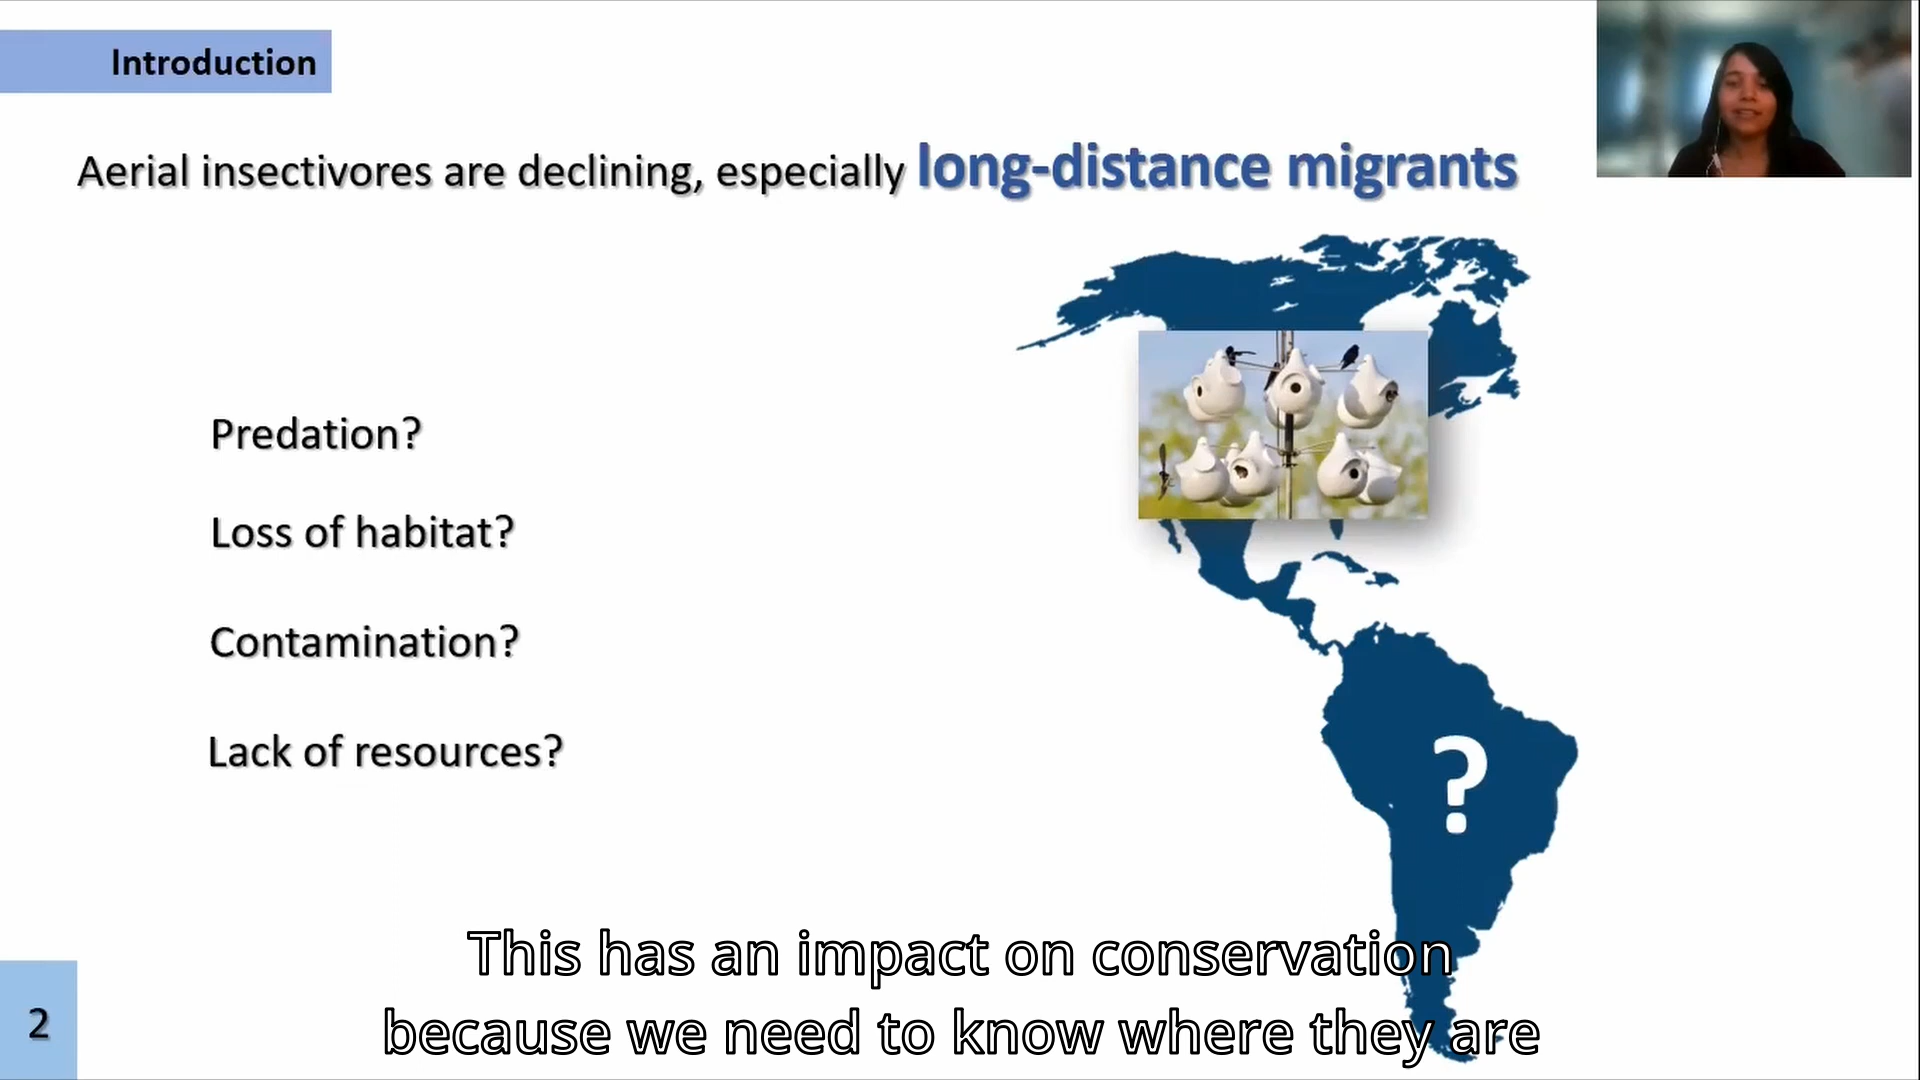 Introduction
Aerial insectivores are declining, especially long-distance migrants
Predation?
Loss of habitat?
Contamination?
Lack of resources?
?
This has an impact on conservation
because we need to know where they are
2